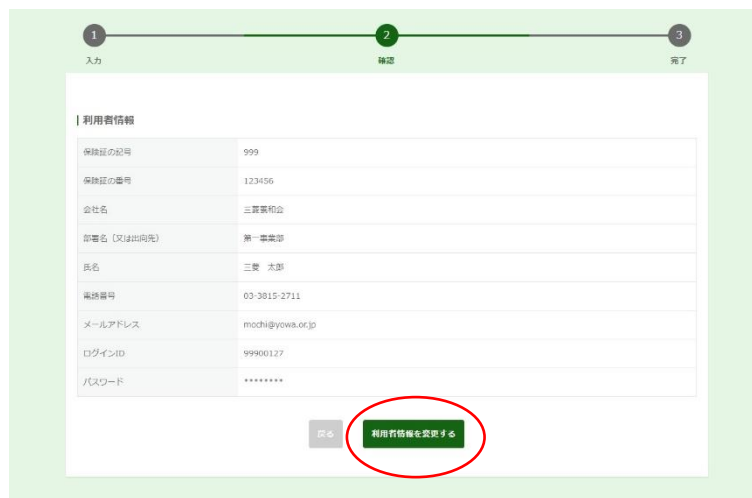 1
2
3
入力
確認
完了
利用者情報
保険証の記号 999
保険証の番号 123456
会社名 三菱養和会
部署名（又は出向先） 第一事業部
氏名 三菱　太郎
電話番号 03-3815-2711
メールアドレス mochi@yowa.or.jp
ログインID 99900127
パスワード ********
戻る
利用者情報を変更する